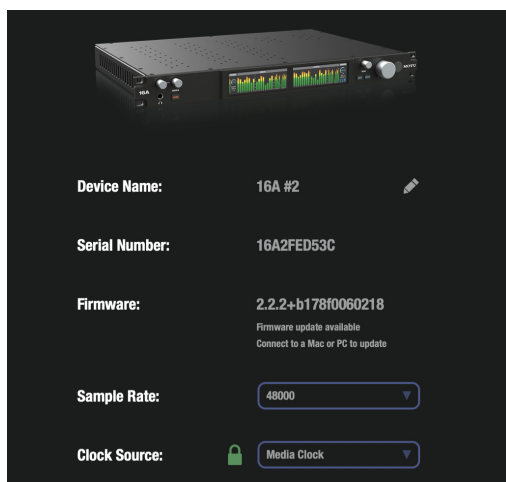 16A
MOTU
Device Name: 16A #2
Serial Number: 16A2FED53C
Firmware: 2.2.2+b178f0060218
Firmware update available
Connect to a Mac or PC to update
Sample Rate: 48000
Clock Source: Media Clock